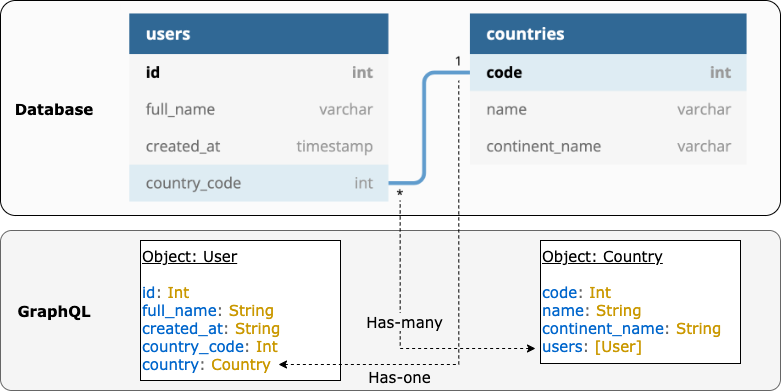 users
id int
full_name varchar
created_at timestamp
country_code int
countries
code int
name varchar
continent_name varchar
1
*
Database
GraphQL
Object: User
id: Int
full_name: String
created_at: String
country_code: Int
country: Country
Has-many
Has-one
Object: Country
code: Int
name: String
continent_name: String
users: [User]